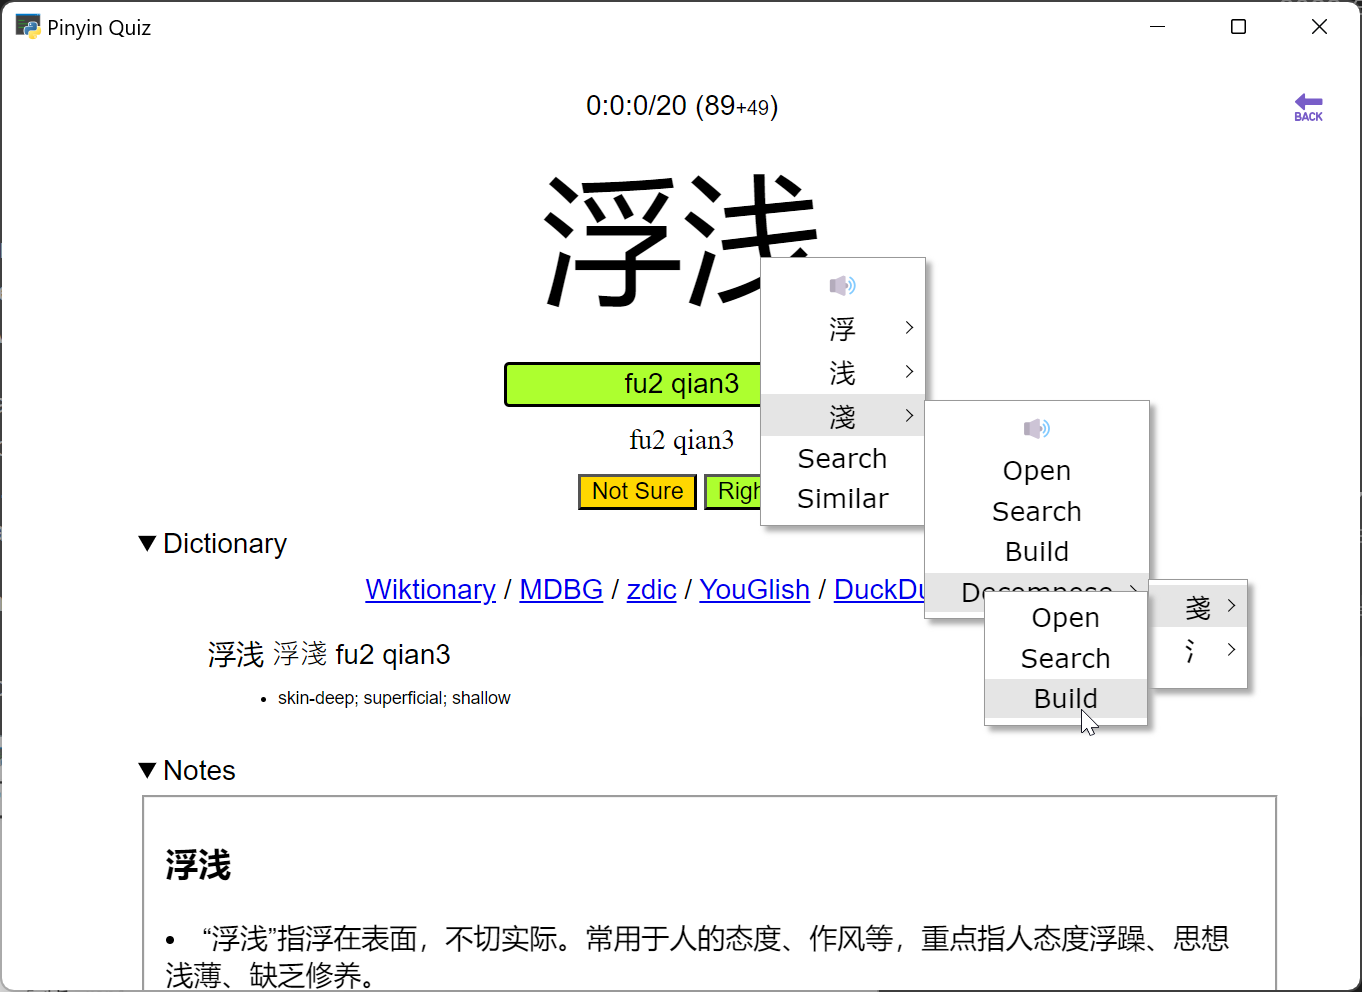 Pinyin Quiz
0:0:0/20 (89+49)
BACK
浮浅
浮
浅
淺
Search
Similar
fu2 qian3
fu2 qian3
Not Sure
Open
Search
Build
Decompose
戔
氵
Open
Search
Build
Dictionary
Wiktionary / MDBG / zdic / YouGlish /
浮浅 浮淺 fu2 qian3
• skin-deep; superficial; shallow
Notes
浮浅
• “浮浅”指浮在表面，不切实际。常用于人的态度、作风等，重点指人态度浮躁、思想
浅薄、缺乏修养。